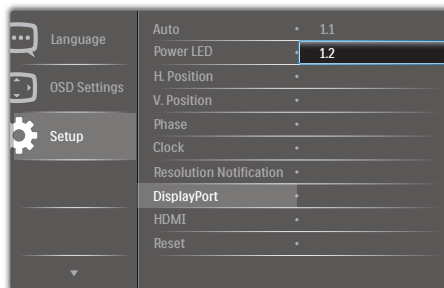 Language
OSD Settings
Setup
Auto
Power LED
H. Position
V. Position
Phase
Clock
Resolution Notification
DisplayPort
HDMI
Reset
1.1
1.2